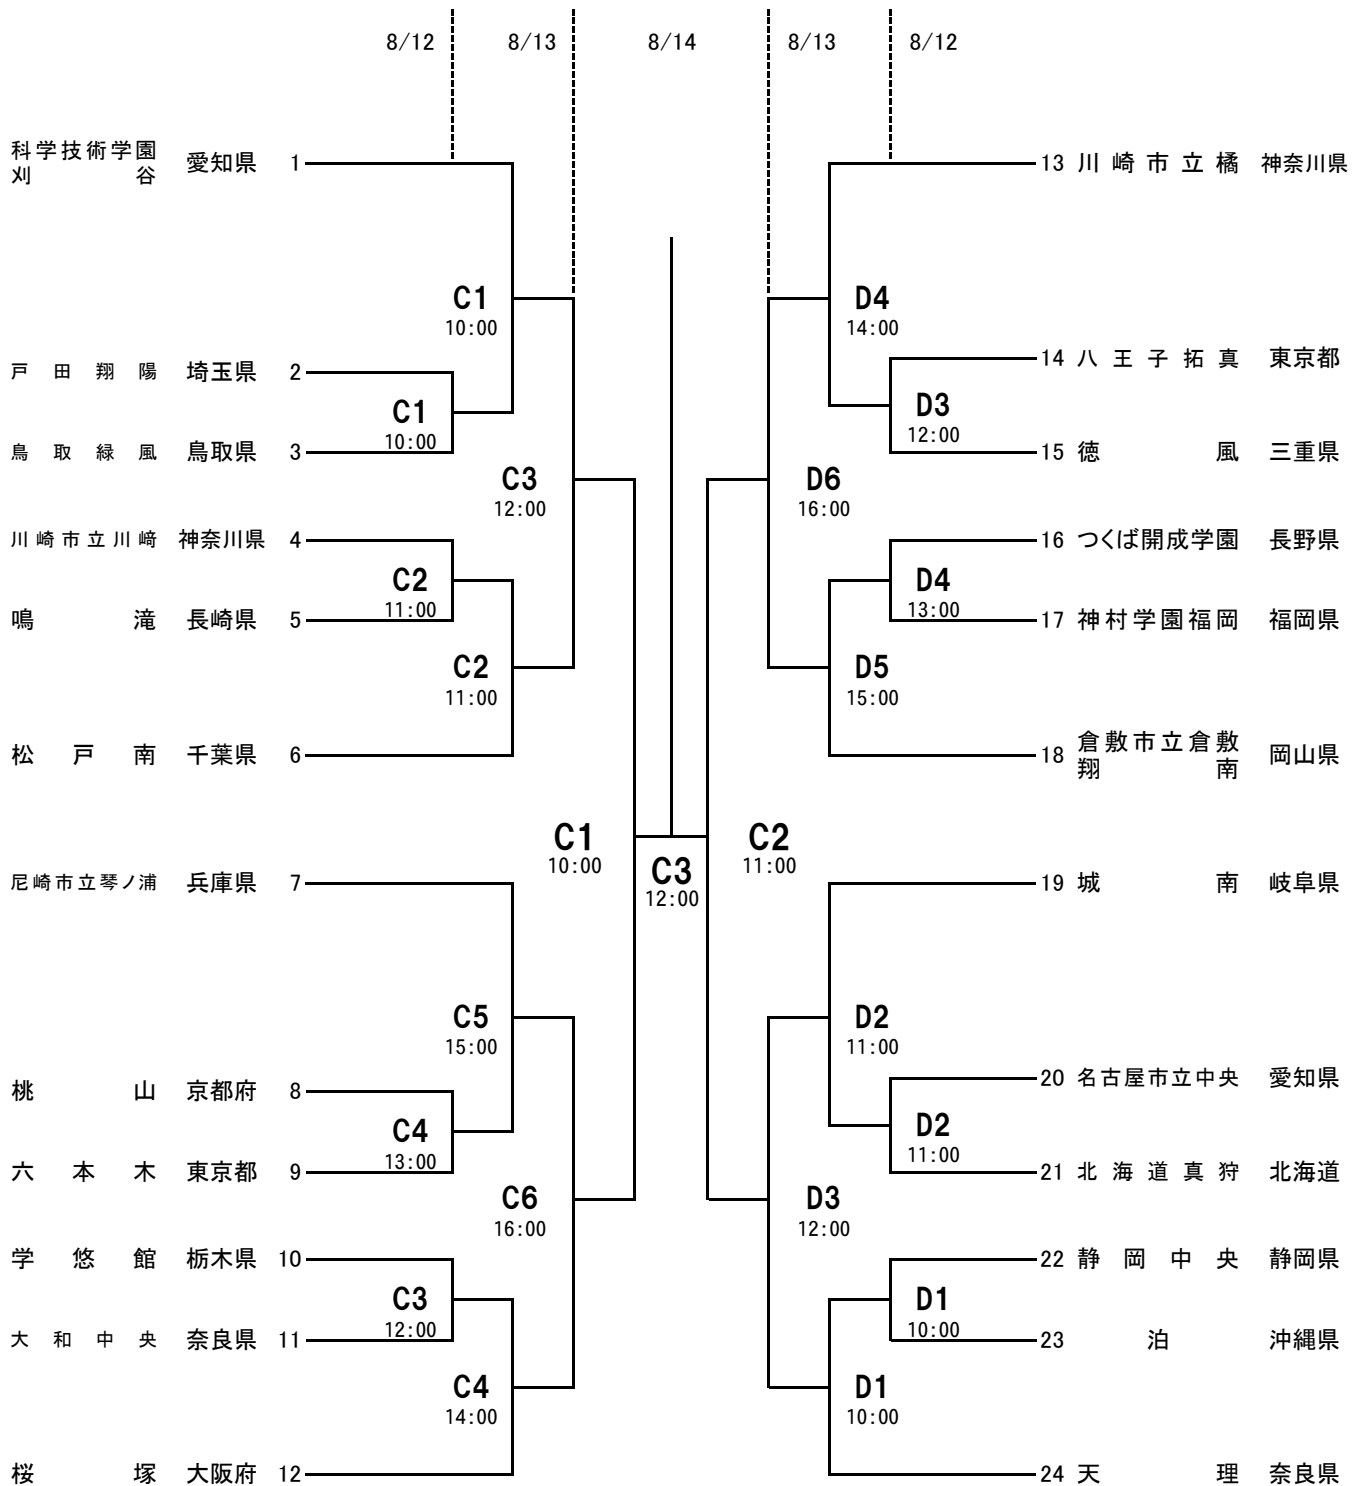 8/12 8/13 8/14 8/13 8/12
科学技術学園
刈谷 愛知県 1
戸田翔陽 埼玉県 2
鳥取緑風 鳥取県 3
川崎市立川﨑 神奈川県 4
鳴滝 長崎県 5
松戸南 千葉県 6
尼崎市立琴ノ浦 兵庫県 7
桃山 京都府 8
六本木 東京都 9
学悠館 栃木県 10
大和中央 奈良県 11
桜塚 大阪府 12
C1
10:00
C1
10:00
C3
12:00
C2
11:00
C2
11:00
C1
10:00
C5
15:00
C4
13:00
C6
16:00
C3
12:00
C4
14:00
C3
12:00
C2
11:00
D4
14:00
D3
12:00
D6
16:00
D4
13:00
D5
15:00
D2
11:00
D2
11:00
D3
12:00
D1
10:00
D1
10:00
13 川崎市立橘 神奈川県
14 八王子拓真 東京都
15 徳風 三重県
16 つくば開成学園 長野県
17 神村学園福岡 福岡県
18 倉敷市立倉敷
翔南 岡山県
19 城南 岐阜県
20 名古屋市立中央 愛知県
21 北海道真狩 北海道
22 静岡中央 静岡県
23 泊 沖縄県
24 天理 奈良県